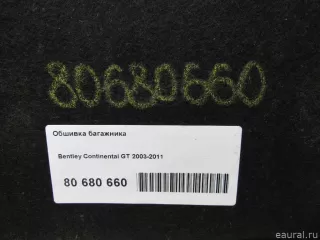 80680660
Обшивка багажника
Bentley Continental GT 2003-2011
80 680 660
© eaural.ru